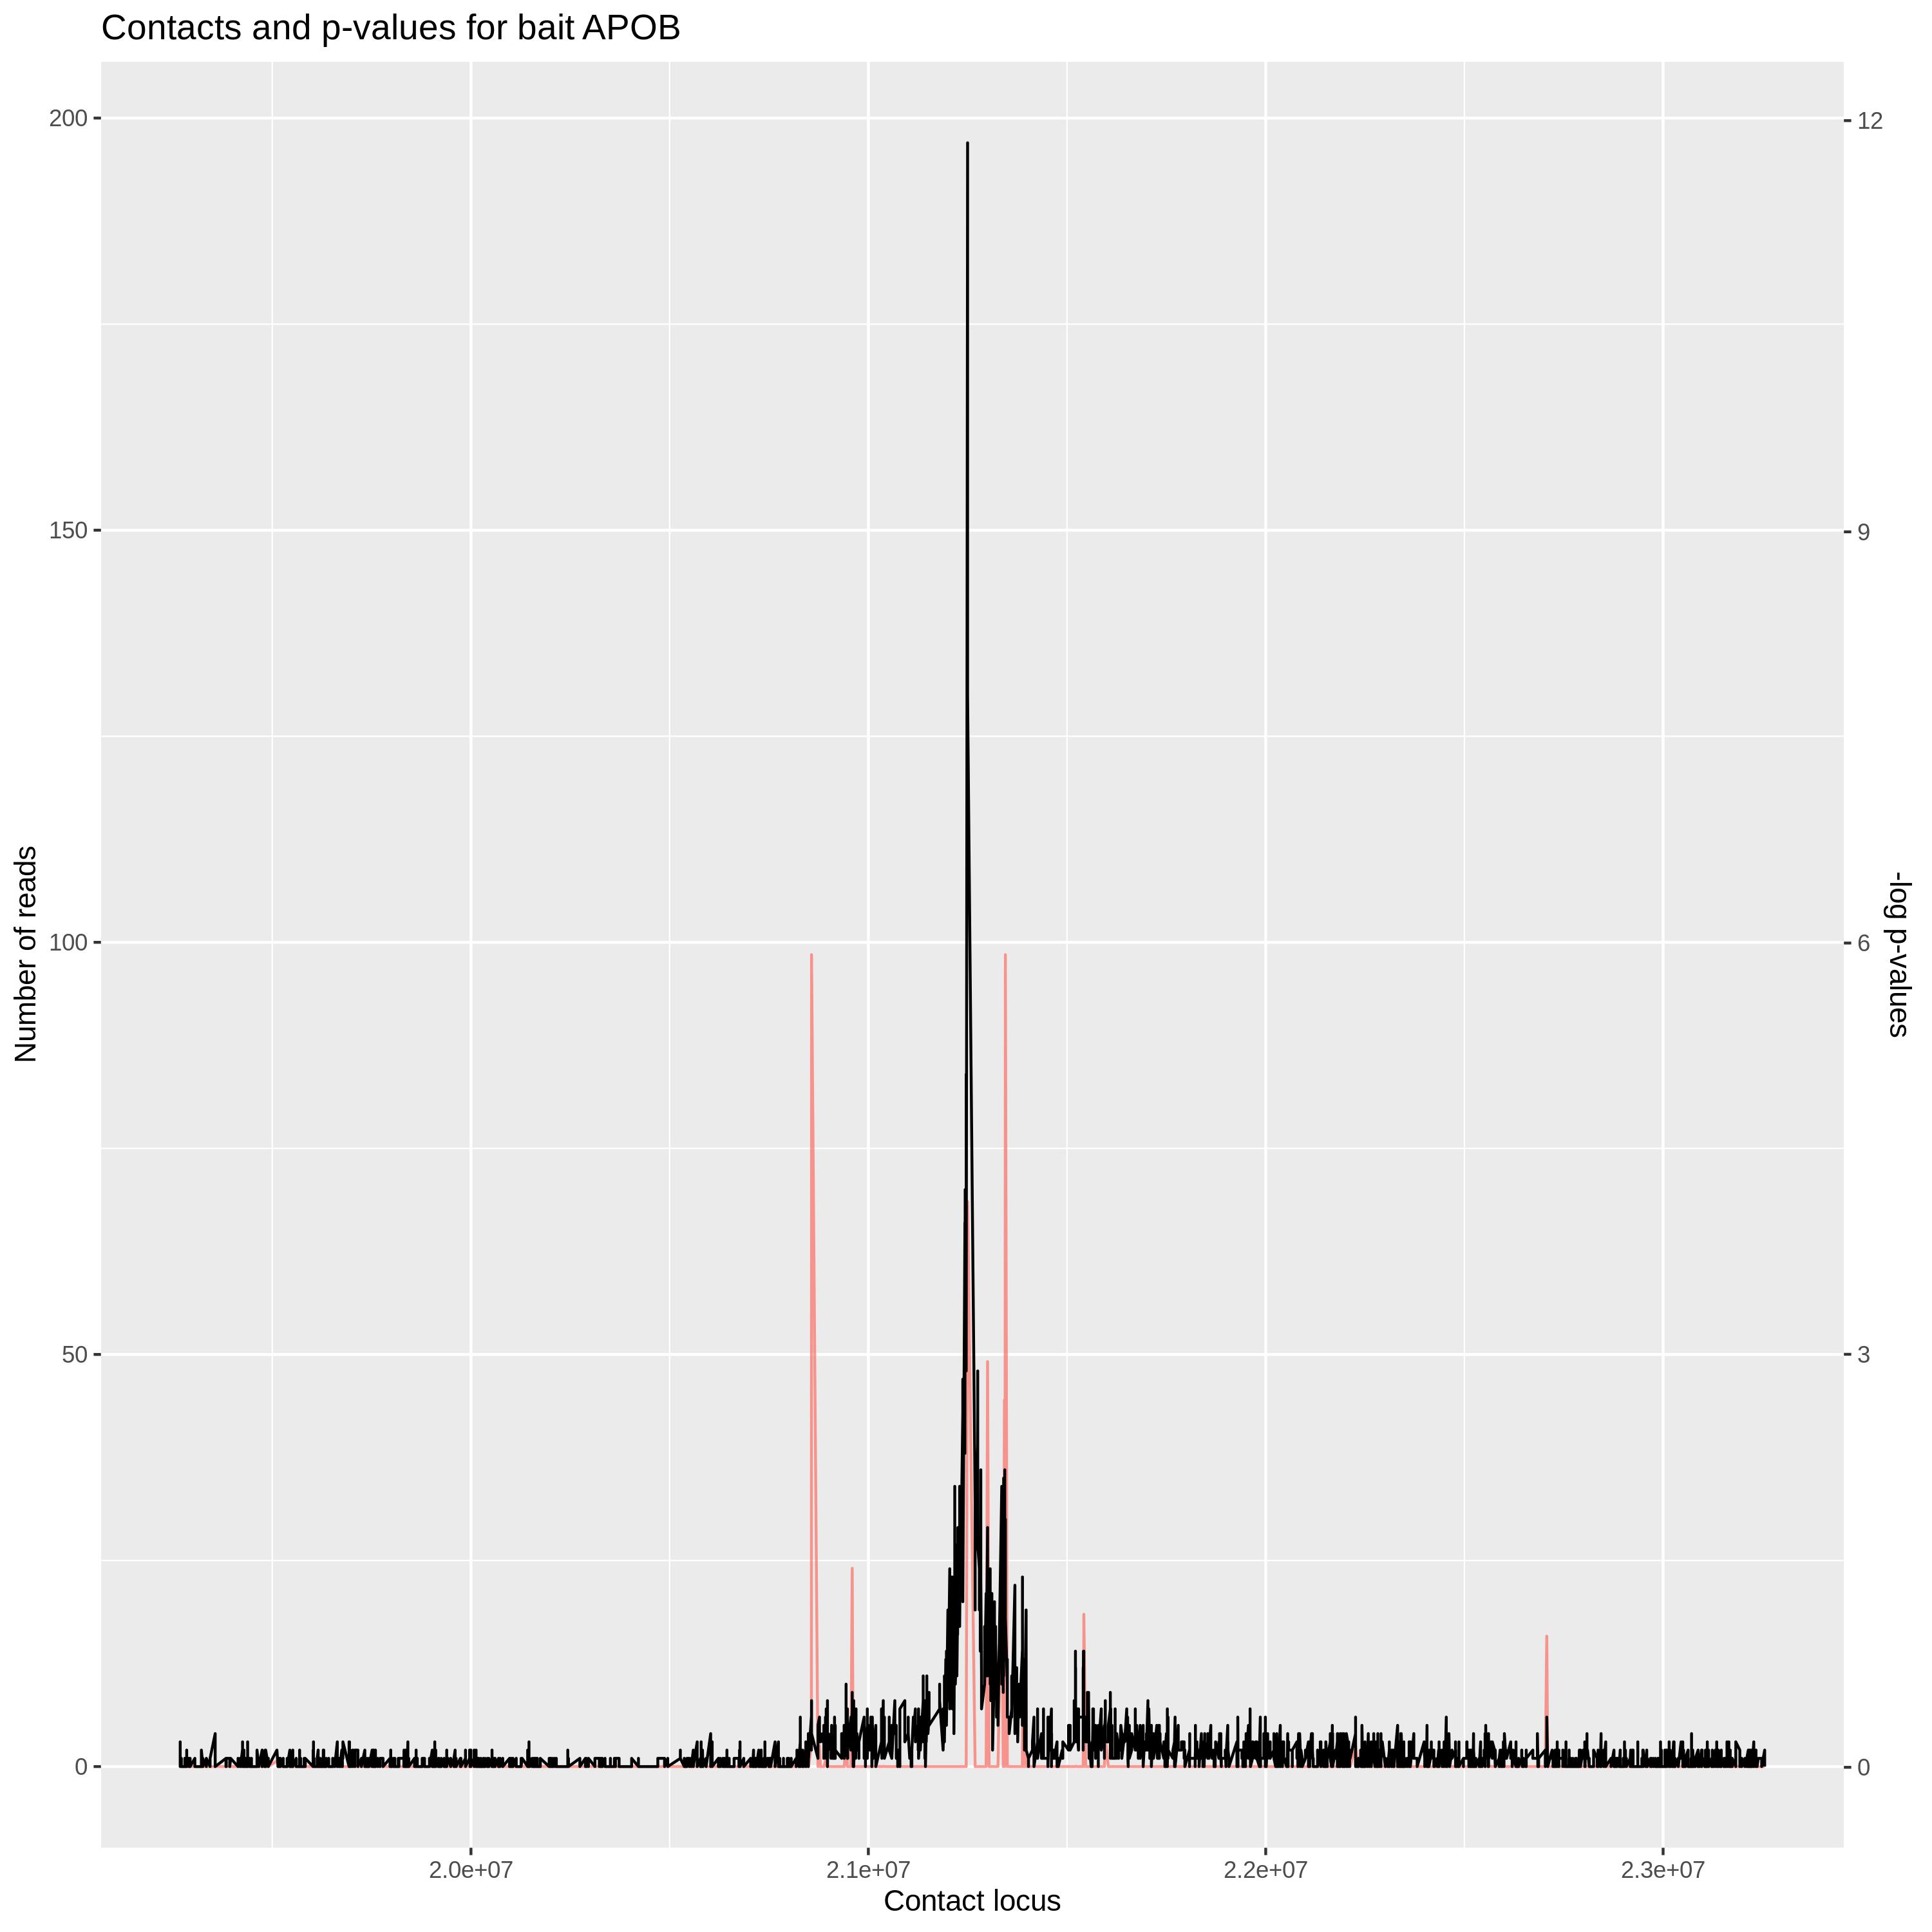 Contacts and p-values for bait APOB
200
150
100
50
0
12
9
6
3
0
Number of reads
-log p-values
2.0e+07
2.1e+07
2.2e+07
2.3e+07
Contact locus